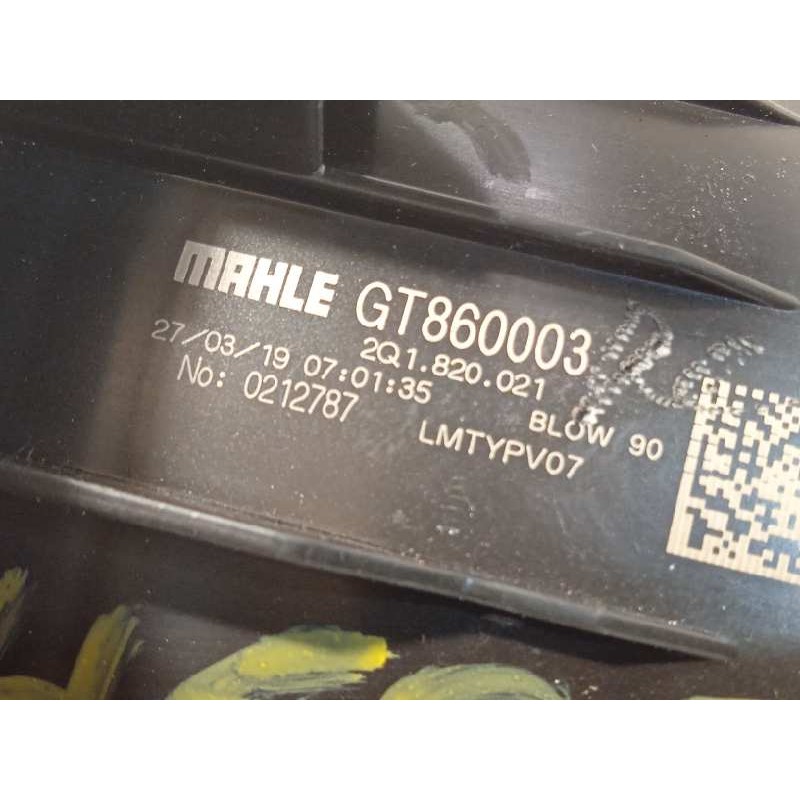 MAHLE GT860003
27/03/19 07:01:35 2Q1.820.021
No: 0212787 BLOW 90
LMTYPV07